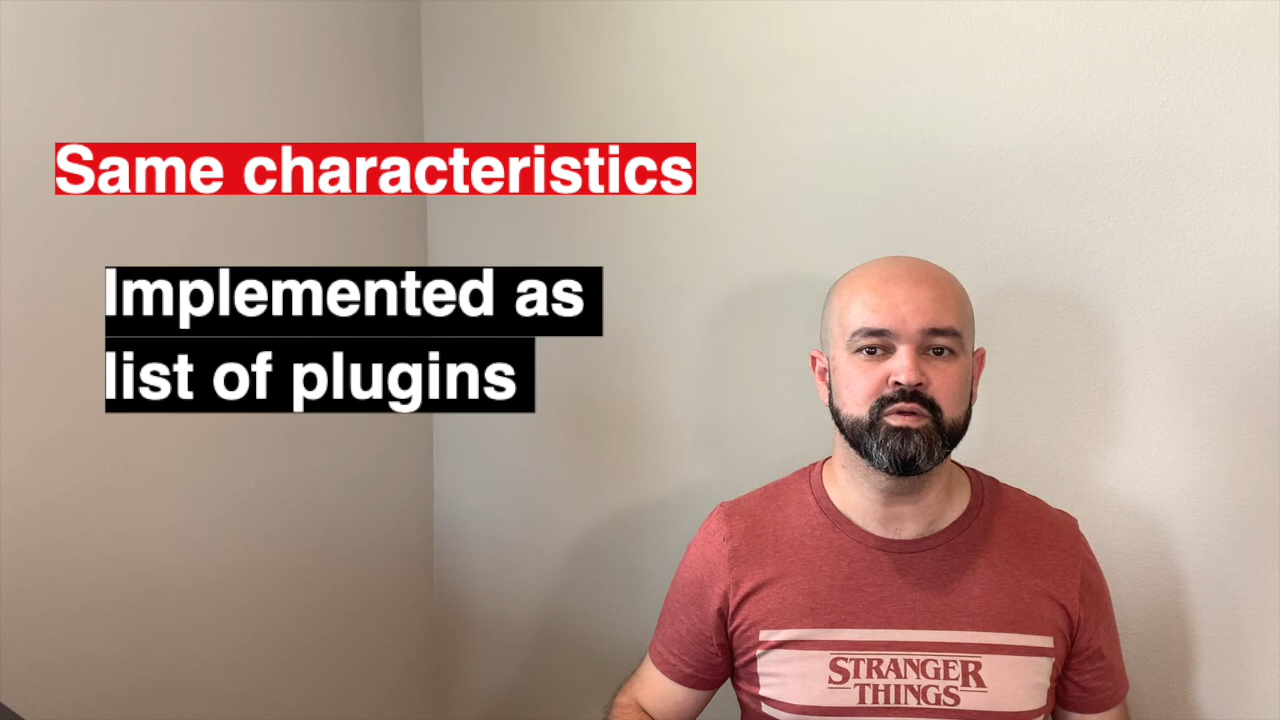 Same characteristics
Implemented as
list of plugins
STRANGER
THINGS